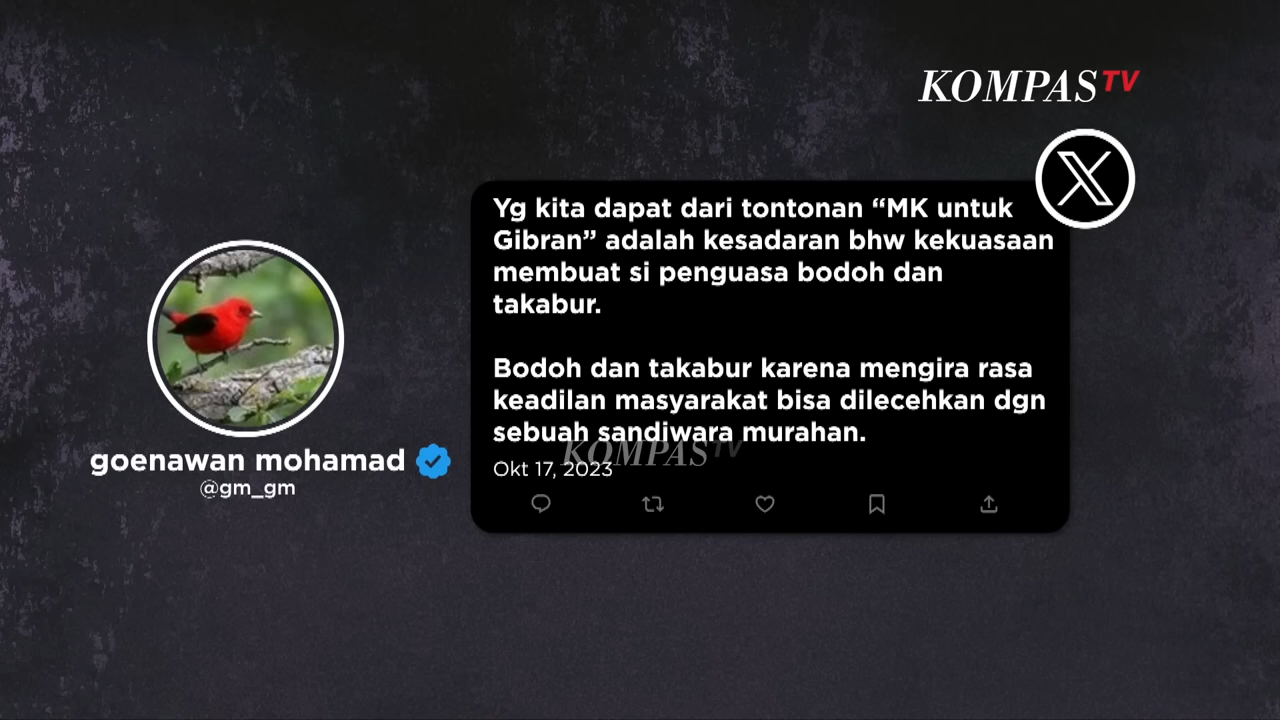 KOMPASTV
Yg kita dapat dari tontonan “MK untuk
Gibran” adalah kesadaran bhw kekuasaan
membuat si penguasa bodoh dan
takabur.
Bodoh dan takabur karena mengira rasa
keadilan masyarakat bisa dilecehkan dgn
sebuah sandiwara murahan.
KOMPASTV
Okt 17, 2023
goenawan mohamad
@gm_gm